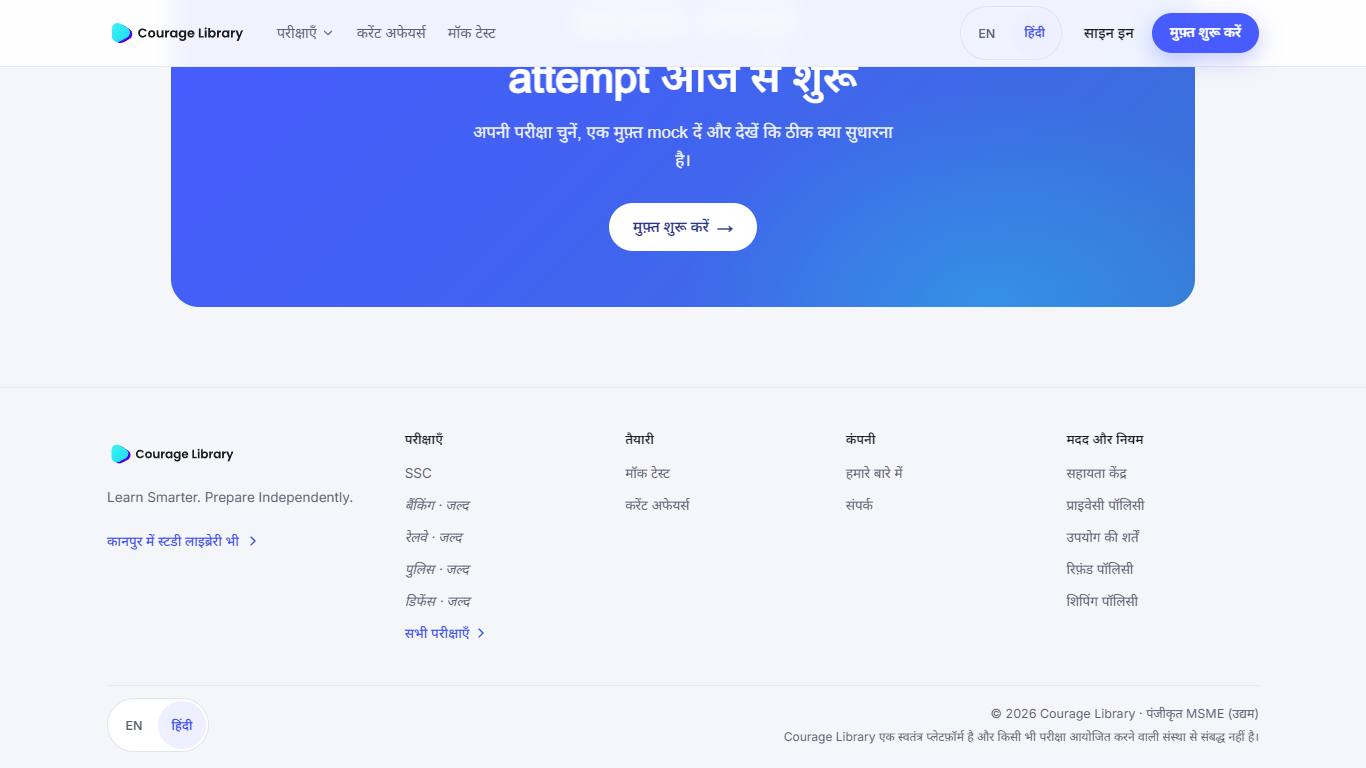 Courage Library
परीक्षाएँ
करेंट अफेयर्स
मॉक टेस्ट
EN
हिंदी
साइन इन
मुफ़्त शुरू करें
attempt आज से शुरू
अपनी परीक्षा चुनें, एक मुफ़्त mock दें और देखें कि ठीक क्या सुधारना
है।
मुफ़्त शुरू करें →
Courage Library
Learn Smarter. Prepare Independently.
कानपुर में स्टडी लाइब्रेरी भी
परीक्षाएँ
SSC
बैंकिंग · जल्द
रेलवे · जल्द
पुलिस · जल्द
डिफेंस · जल्द
सभी परीक्षाएँ
तैयारी
मॉक टेस्ट
करेंट अफेयर्स
कंपनी
हमारे बारे में
संपर्क
मदद और नियम
सहायता केंद्र
प्राइवेसी पॉलिसी
उपयोग की शर्तें
रिफ़ंड पॉलिसी
शिपिंग पॉलिसी
EN
हिंदी
© 2026 Courage Library · पंजीकृत MSME (उद्यम)
Courage Library एक स्वतंत्र प्लेटफ़ॉर्म है और किसी भी परीक्षा आयोजित करने वाली संस्था से संबद्ध नहीं है।